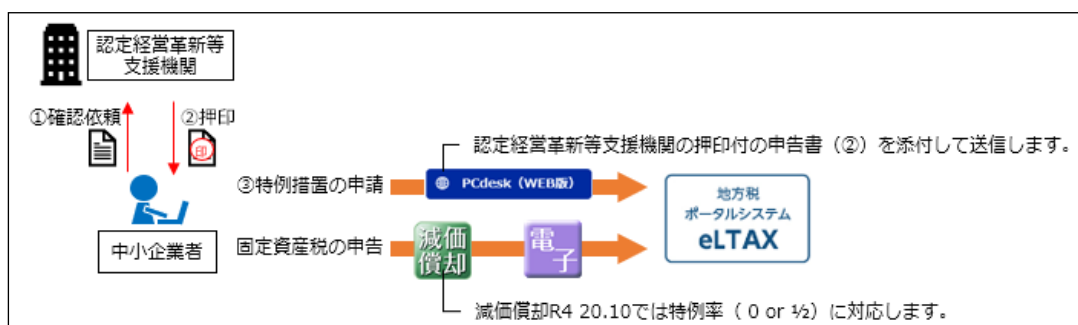 認定経営革新等
支援機関
①確認依頼
②押印
印
認定経営革新等支援機関の押印付の申告書（②）を添付して送信します。
③特例措置の申請
PCdesk（WEB版）
地方税
ポータルシステム
eLTAX
中小企業者
固定資産税の申告
減価
償却
電子
減価償却R4 20.10では特例率（ 0 or ½）に対応します。